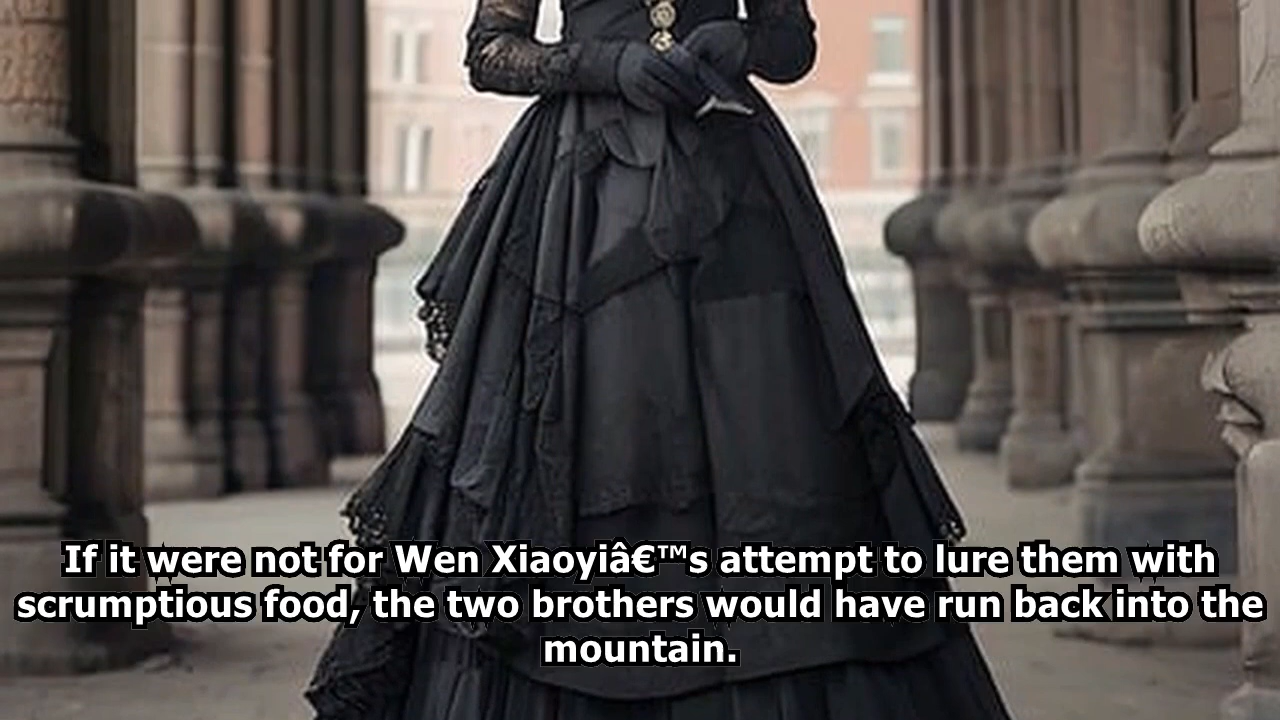 If it were not for Wen Xiaoyiâ€™s attempt to lure them with
scrumptious food, the two brothers would have run back into the
mountain.